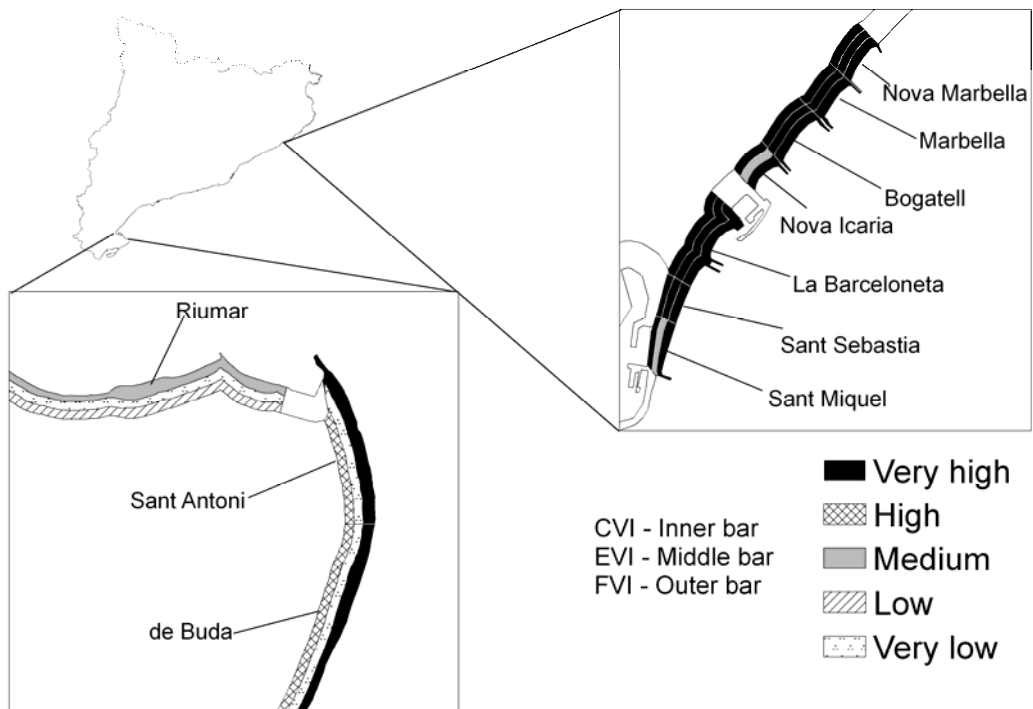 Nova Marbella
Marbella
Bogatell
Nova Icaria
La Barceloneta
Sant Sebastia
Sant Miquel
Riumar
Sant Antoni
de Buda
CVI - Inner bar
EVI - Middle bar
FVI - Outer bar
Very high
High
Medium
Low
Very low